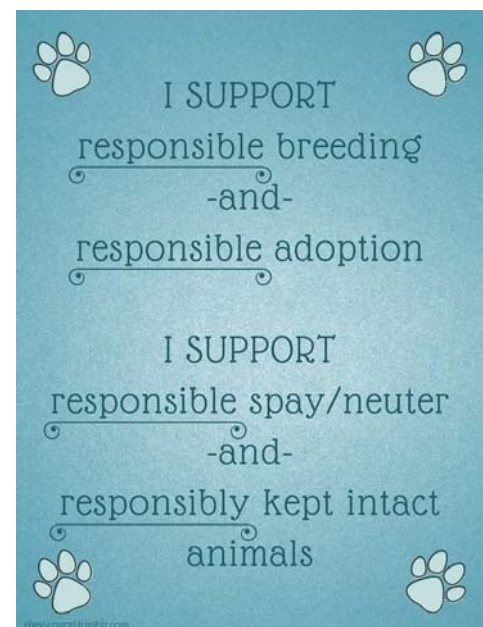 I SUPPORT
responsible breeding
-and-
responsible adoption
I SUPPORT
responsible spay/neuter
-and-
responsibly kept intact
animals